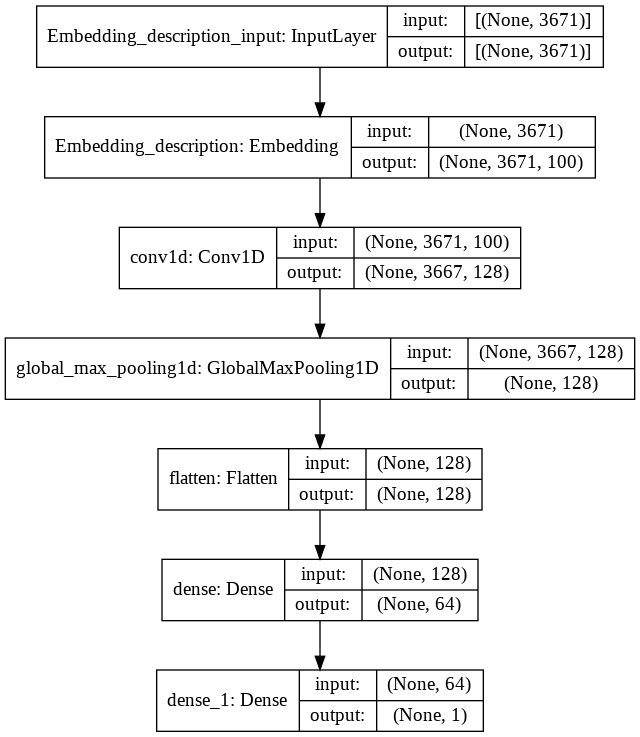 Embedding_description_input: InputLayer
input: [(None, 3671)]
output: [(None, 3671)]
Embedding_description: Embedding
input: (None, 3671)
output: (None, 3671, 100)
conv1d: Conv1D
input: (None, 3671, 100)
output: (None, 3667, 128)
global_max_pooling1d: GlobalMaxPooling1D
input: (None, 3667, 128)
output: (None, 128)
flatten: Flatten
input: (None, 128)
output: (None, 128)
dense: Dense
input: (None, 128)
output: (None, 64)
dense_1: Dense
input: (None, 64)
output: (None, 1)